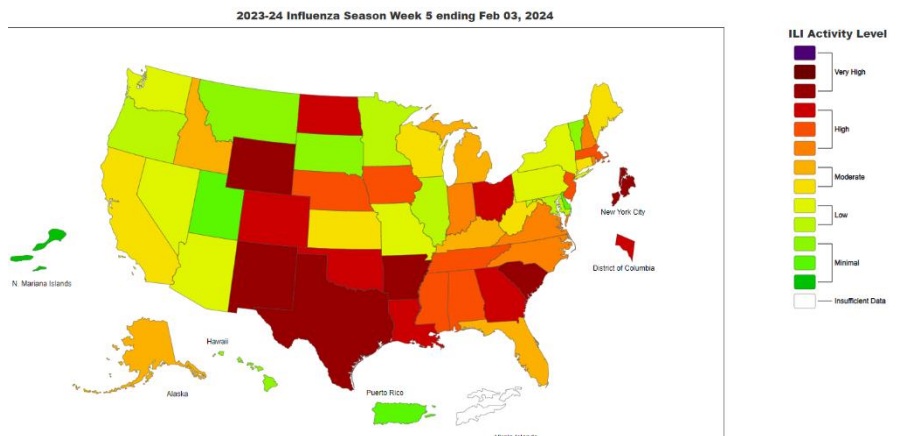 2023-24 Influenza Season Week 5 ending Feb 03, 2024
ILI Activity Level
Very High
High
Moderate
Low
Minimal
Insufficient Data
New York City
District of Columbia
N. Mariana Islands
Hawaii
Alaska
Puerto Rico